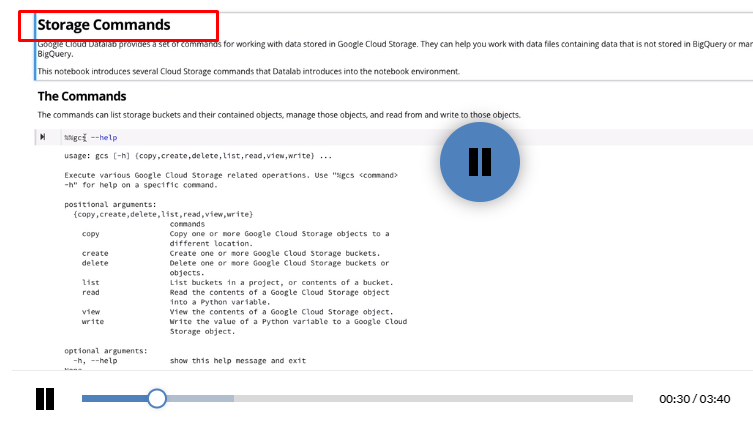 Storage Commands
Google Cloud Datalab provides a set of commands for working with data stored in Google Cloud Storage. They can help you work with data files containing data that is not stored in BigQuery or
BigQuery.
This notebook introduces several Cloud Storage commands that Datalab introduces into the notebook environment.
The Commands
The commands can list storage buckets and their contained objects, manage those objects, and read from and write to those objects.
%%gcs --help
usage: gcs [-h] {copy,create,delete,list,read,view,write} ...
Execute various Google Cloud Storage related operations. Use "%gcs <command>
-h" for help on a specific command.
positional arguments:
{copy,create,delete,list,read,view,write}
commands
copy Copy one or more Google Cloud Storage objects to a
different location.
create Create one or more Google Cloud Storage buckets.
delete Delete one or more Google Cloud Storage buckets or
objects.
list List buckets in a project, or contents of a bucket.
read Read the contents of a Google Cloud Storage object
into a Python variable.
view View the contents of a Google Cloud Storage object.
write Write the value of a Python variable to a Google Cloud
Storage object.
optional arguments:
-h, --help show this help message and exit
00:30 / 03:40